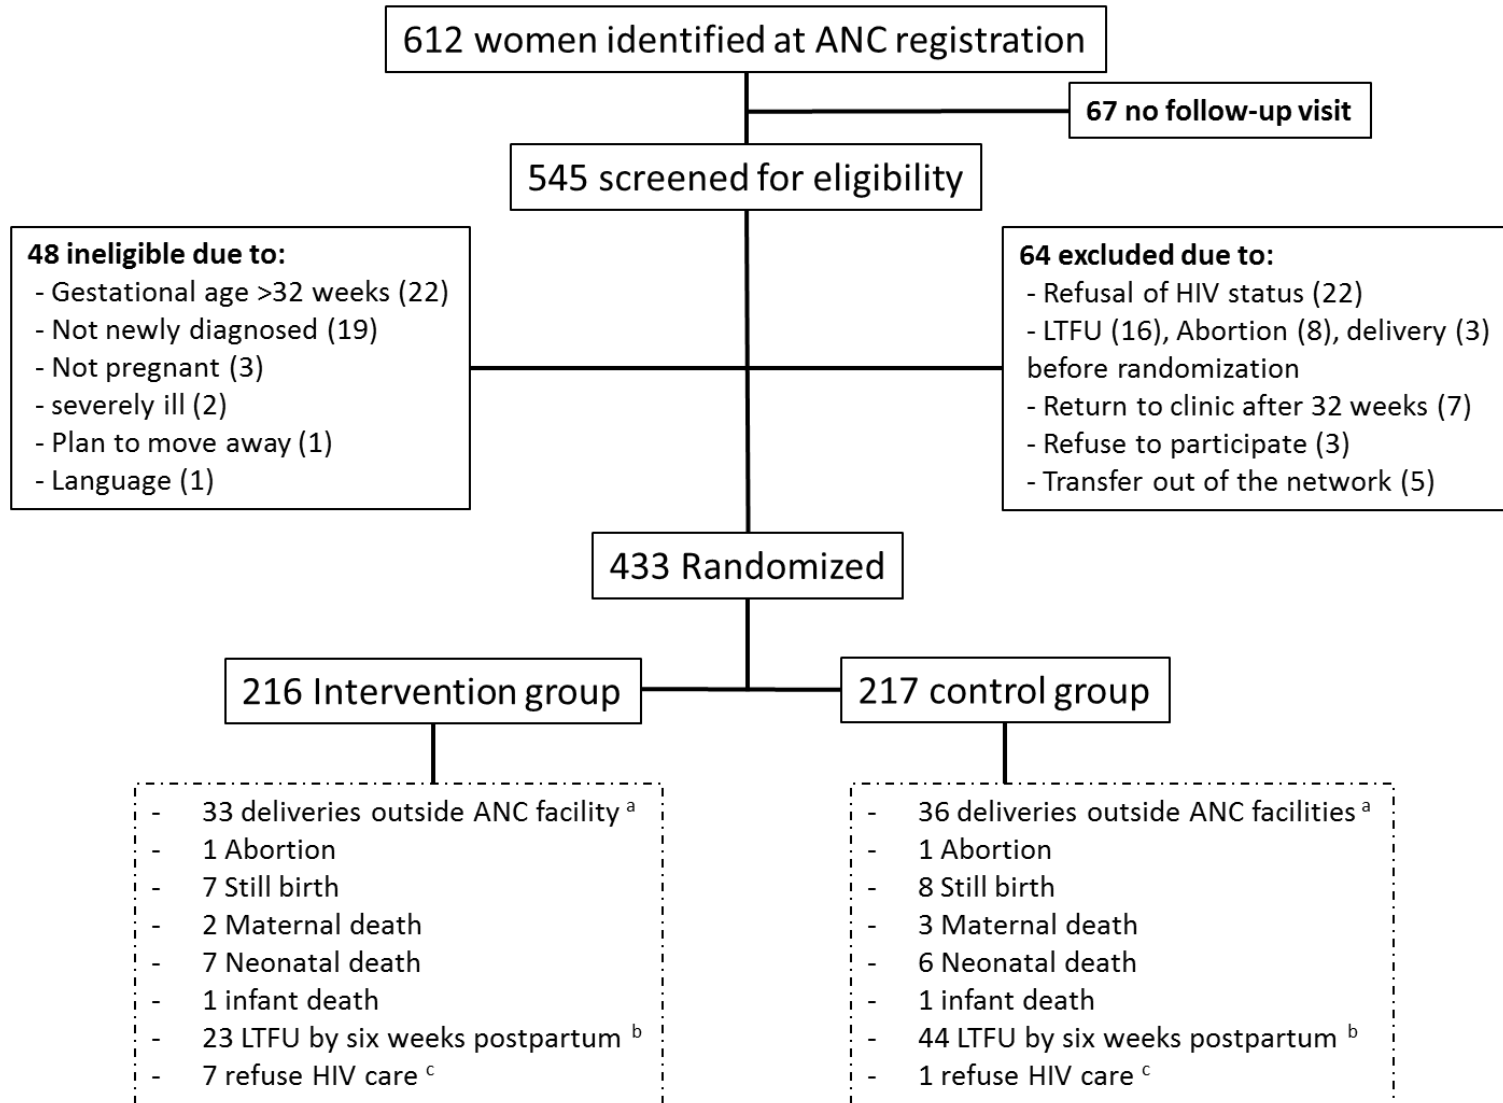 612 women identified at ANC registration
67 no follow-up visit
545 screened for eligibility
48 ineligible due to:
- Gestational age >32 weeks (22)
- Not newly diagnosed (19)
- Not pregnant (3)
- severely ill (2)
- Plan to move away (1)
- Language (1)
64 excluded due to:
- Refusal of HIV status (22)
- LTFU (16), Abortion (8), delivery (3)
before randomization
- Return to clinic after 32 weeks (7)
- Refuse to participate (3)
- Transfer out of the network (5)
433 Randomized
216 Intervention group
217 control group
- 33 deliveries outside ANC facility a
- 1 Abortion
- 7 Still birth
- 2 Maternal death
- 7 Neonatal death
- 1 infant death
- 23 LTFU by six weeks postpartum b
- 7 refuse HIV care c
- 36 deliveries outside ANC facilities a
- 1 Abortion
- 8 Still birth
- 3 Maternal death
- 6 Neonatal death
- 1 infant death
- 44 LTFU by six weeks postpartum b
- 1 refuse HIV care c